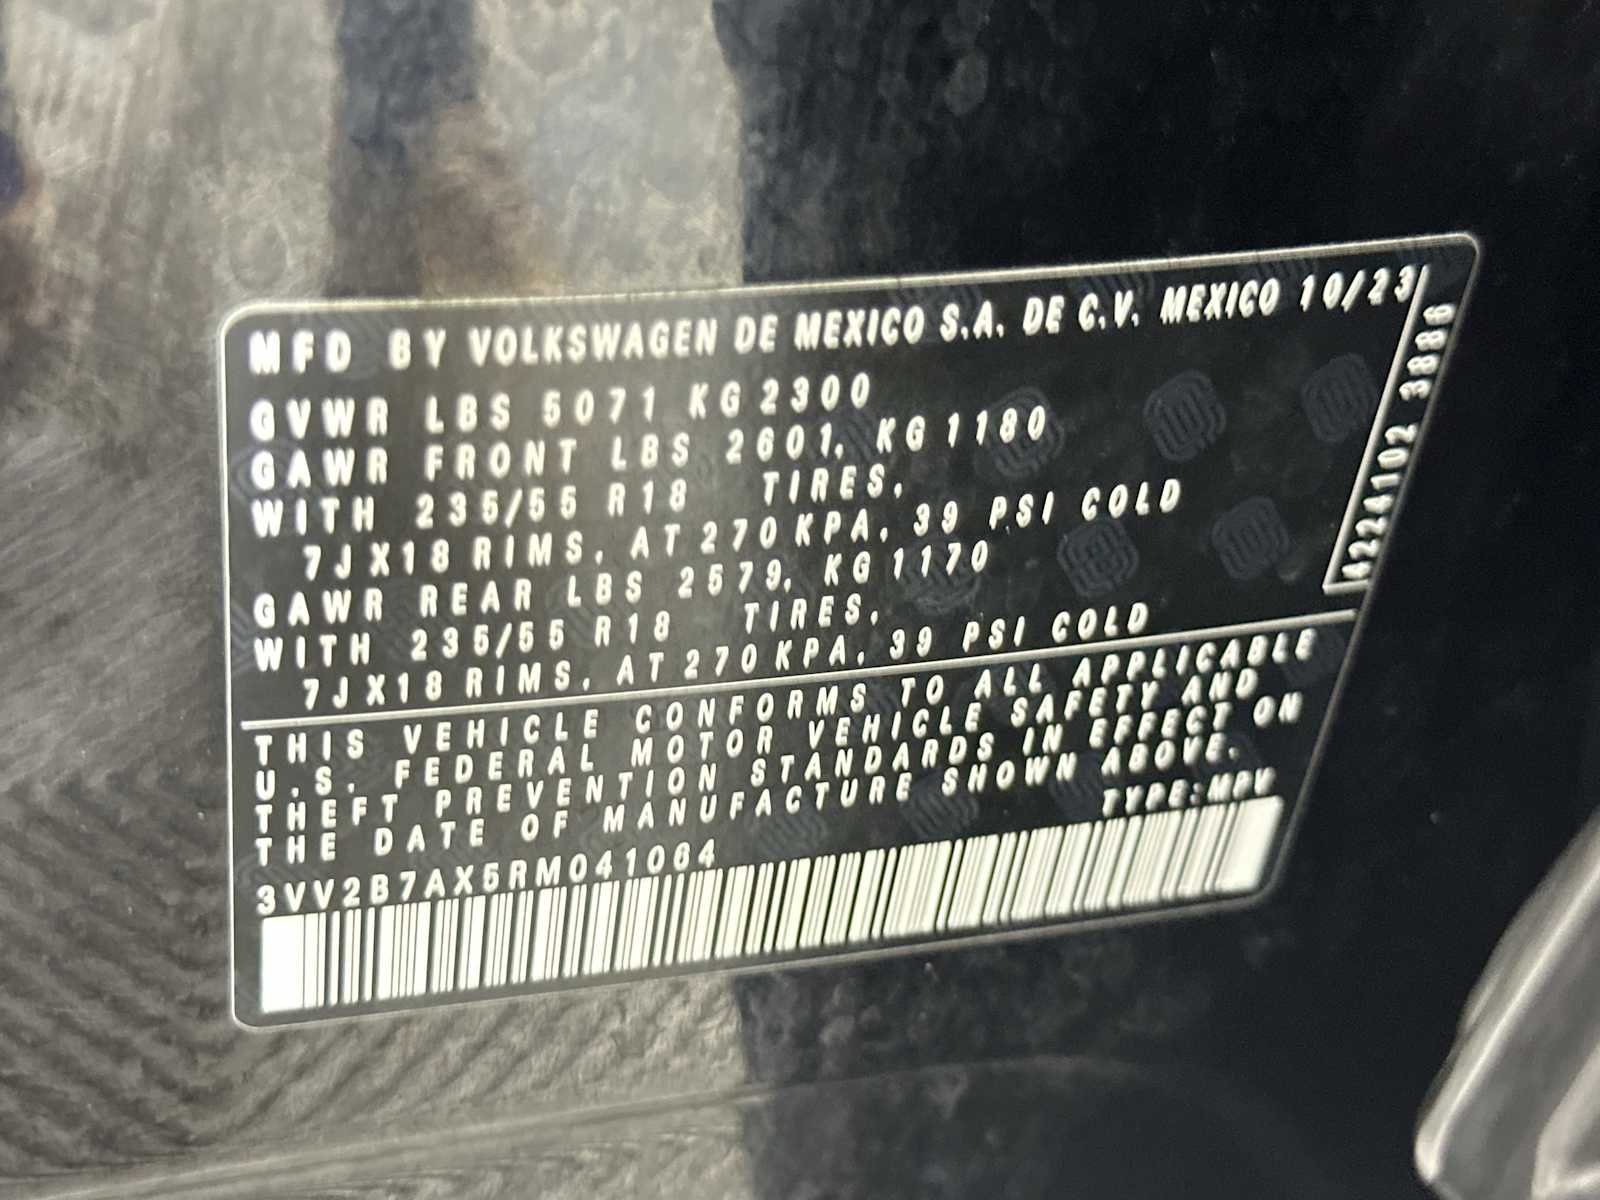 MFD BY VOLKSWAGEN DE MEXICO S.A. DE C.V. MEXICO 10/23
GVWR LBS 5071 KG 2300
GAWR FRONT LBS 2601, KG 1180
WITH 235/55 R18 TIRES,
7JX18 RIMS, AT 270 KPA, 39 PSI COLD
GAWR REAR LBS 2579, KG 1170
WITH 235/55 R18 TIRES,
7JX18 RIMS, AT 270 KPA, 39 PSI COLD
THIS VEHICLE CONFORMS TO ALL APPLICABLE
U.S. FEDERAL MOTOR VEHICLE SAFETY AND
THEFT PREVENTION STANDARDS IN EFFECT ON
THE DATE OF MANUFACTURE SHOWN ABOVE.
TYPE:MPV
3VV2B7AX5RM041064
4224102 3886